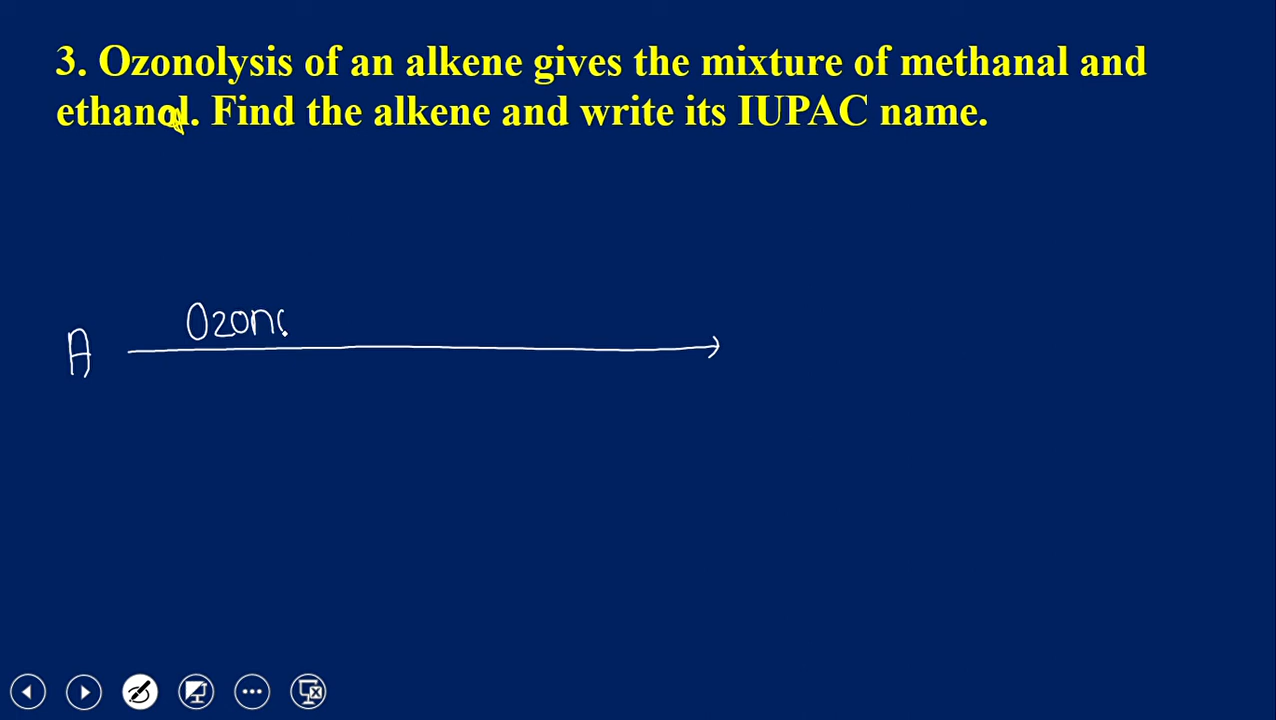 3. Ozonolysis of an alkene gives the mixture of methanal and
ethanal. Find the alkene and write its IUPAC name.
Ozon
A